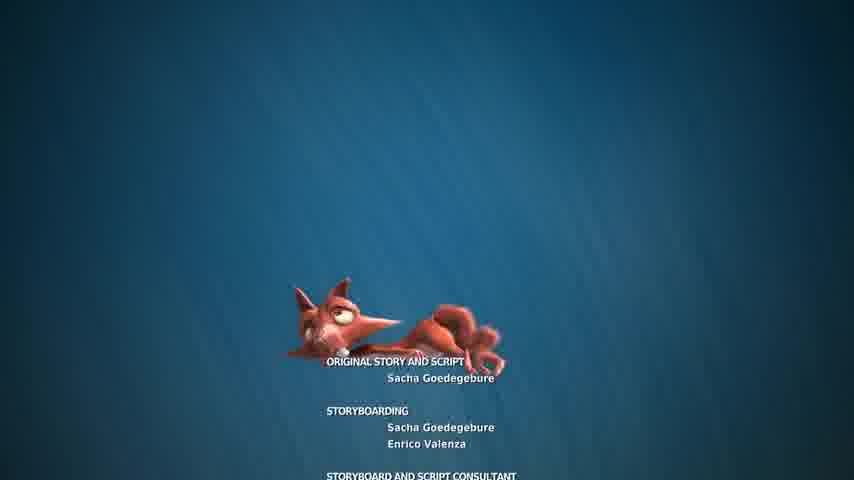 ORIGINAL STORY AND SCRIPT
Sacha Goedegebure
STORYBOARDING
Sacha Goedegebure
Enrico Valenza
STORYBOARD AND SCRIPT CONSULTANT